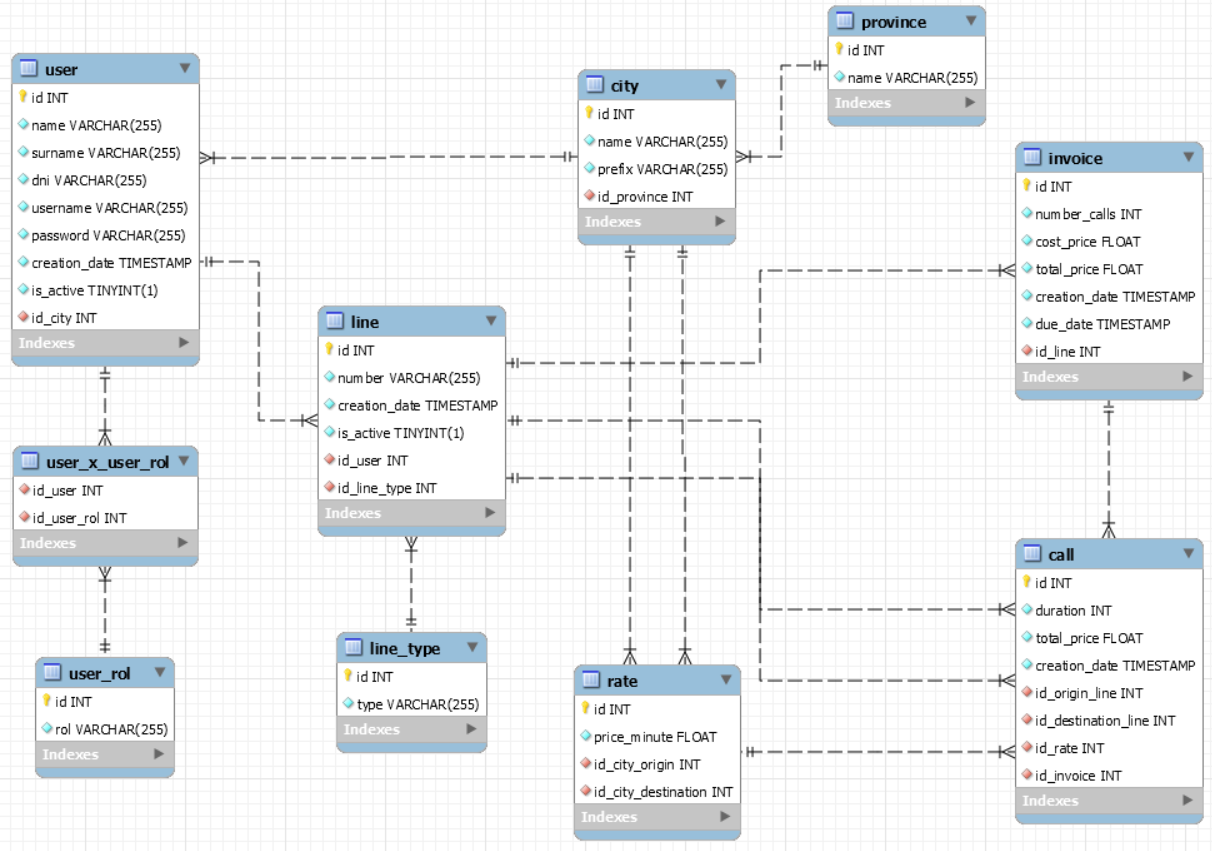 province
id INT
name VARCHAR(255)
Indexes
user
id INT
name VARCHAR(255)
surname VARCHAR(255)
dni VARCHAR(255)
username VARCHAR(255)
password VARCHAR(255)
creation_date TIMESTAMP
is_active TINYINT(1)
id_city INT
Indexes
city
id INT
name VARCHAR(255)
prefix VARCHAR(255)
id_province INT
Indexes
invoice
id INT
number_calls INT
cost_price FLOAT
total_price FLOAT
creation_date TIMESTAMP
due_date TIMESTAMP
id_line INT
Indexes
line
id INT
number VARCHAR(255)
creation_date TIMESTAMP
is_active TINYINT(1)
id_user INT
id_line_type INT
Indexes
user_x_user_rol
id_user INT
id_user_rol INT
Indexes
call
id INT
duration INT
total_price FLOAT
creation_date TIMESTAMP
id_origin_line INT
id_destination_line INT
id_rate INT
id_invoice INT
Indexes
user_rol
id INT
rol VARCHAR(255)
Indexes
line_type
id INT
type VARCHAR(255)
Indexes
rate
id INT
price_minute FLOAT
id_city_origin INT
id_city_destination INT
Indexes